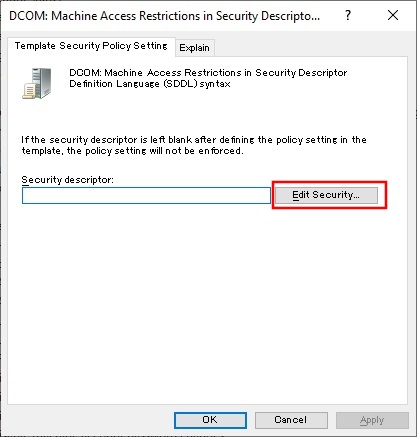 DCOM: Machine Access Restrictions in Security Descripto...
?
Template Security Policy Setting
Explain
DCOM: Machine Access Restrictions in Security Descriptor
Definition Language (SDDL) syntax
If the security descriptor is left blank after defining the policy setting in the
template, the policy setting will not be enforced.
Security descriptor:
Edit Security...
OK
Cancel
Apply